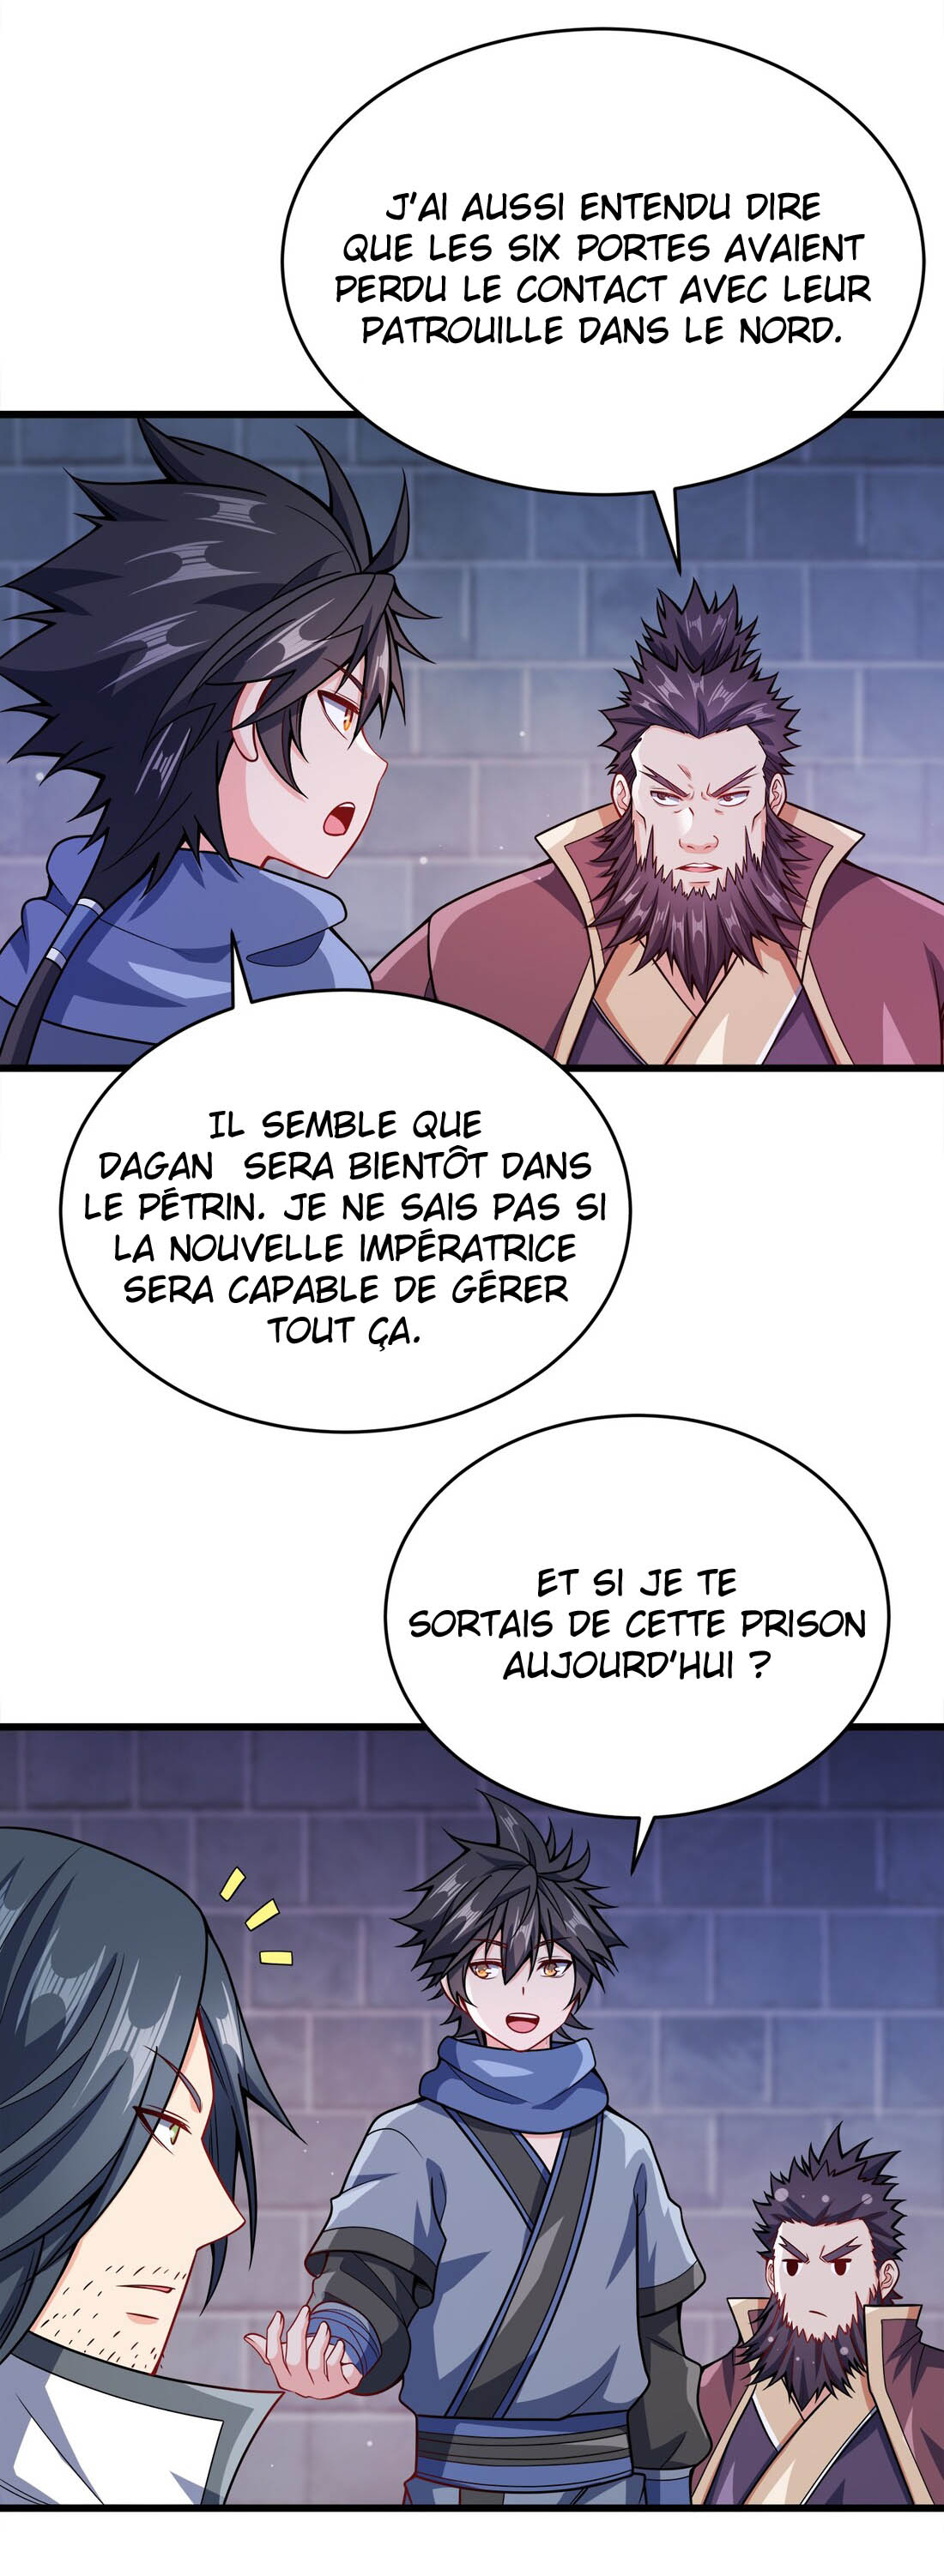 J'AI AUSSI ENTENDU DIRE
QUE LES SIX PORTES AVAIENT
PERDU LE CONTACT AVEC LEUR
PATROUILLE DANS LE NORD.
IL SEMBLE QUE
DAGAN SERA BIENTÔT DANS
LE PÉTRIN. JE NE SAIS PAS SI
LA NOUVELLE IMPÉRATRICE
SERA CAPABLE DE GÉRER
TOUT ÇA.
ET SI JE TE
SORTAIS DE CETTE PRISON
AUJOURD'HUI ?